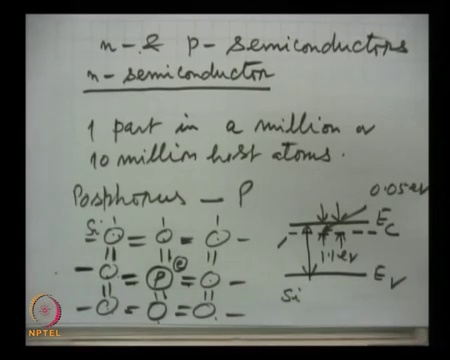 n- & p- semiconductors
n- semiconductor
1 part in a million or
10 million host atoms.
Posphorus - P
0.05 eV
Si
E_C
P e
1.1 eV
Si
E_V
NPTEL